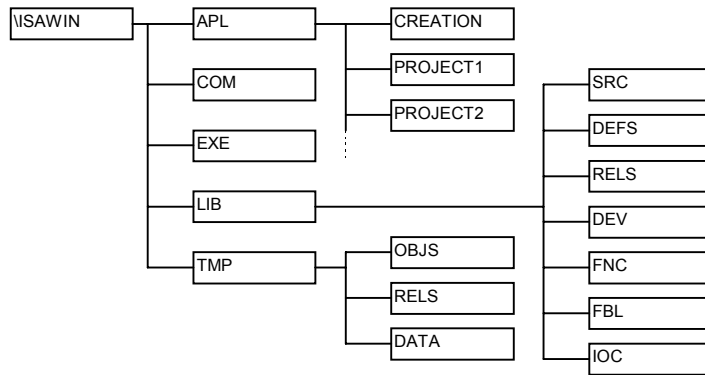 \ISAWIN
APL
CREATION
COM
PROJECT1
SRC
PROJECT2
DEFS
EXE
RELS
LIB
DEV
OBJS
FNC
TMP
RELS
FBL
DATA
IOC